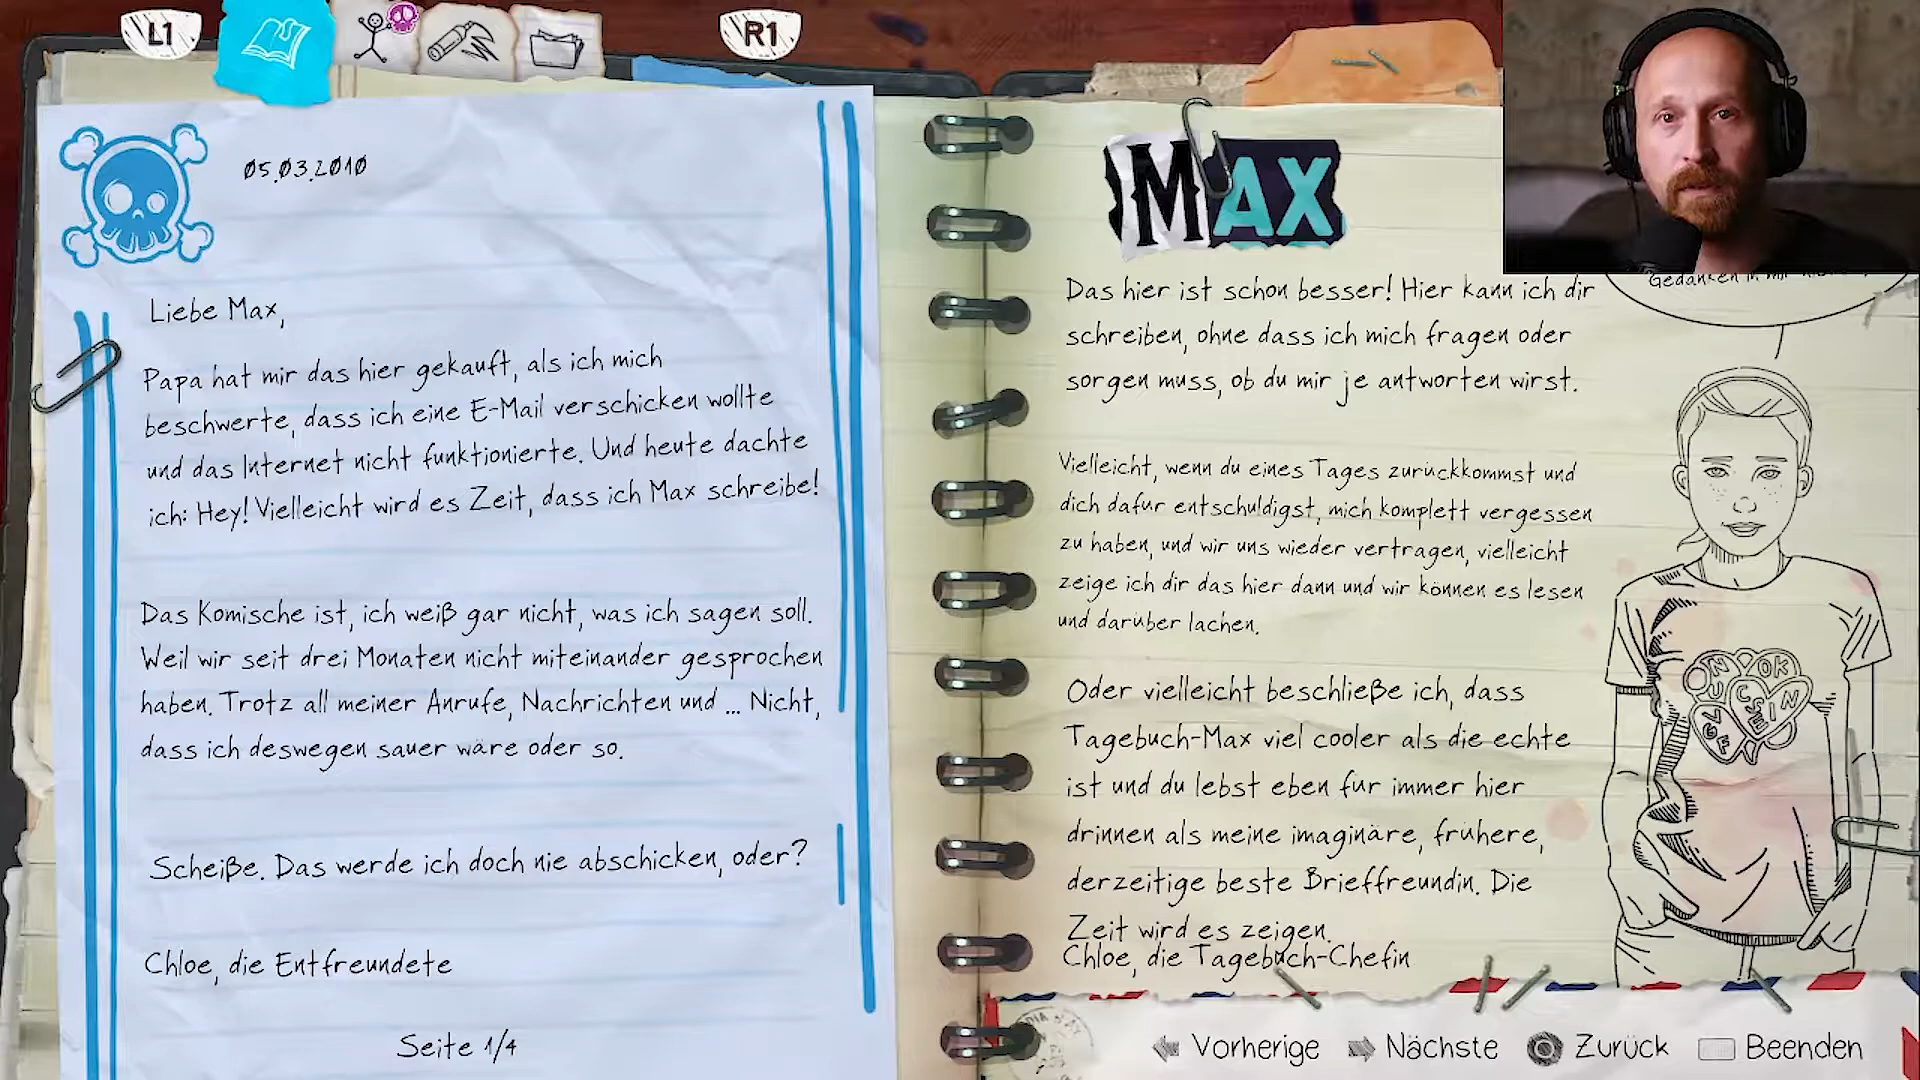 L1
R1
05.03.2010
Liebe Max,
Papa hat mir das hier gekauft, als ich mich
beschwerte, dass ich eine E-Mail verschicken wollte
und das Internet nicht funktionierte. Und heute dachte
ich: Hey! Vielleicht wird es Zeit, dass ich Max schreibe!
Das Komische ist, ich weiß gar nicht, was ich sagen soll.
Weil wir seit drei Monaten nicht miteinander gesprochen
haben. Trotz all meiner Anrufe, Nachrichten und ... Nicht,
dass ich deswegen sauer wäre oder so.
Scheiße. Das werde ich doch nie abschicken, oder?
Chloe, die Entfreundete
Seite 1/4
MAX
Das hier ist schon besser! Hier kann ich dir
schreiben, ohne dass ich mich fragen oder
sorgen muss, ob du mir je antworten wirst.
Vielleicht, wenn du eines Tages zurückkommst und
dich dafür entschuldigst, mich komplett vergessen
zu haben, und wir uns wieder vertragen, vielleicht
zeige ich dir das hier dann und wir können es lesen
und darüber lachen.
Oder vielleicht beschließe ich, dass
Tagebuch-Max viel cooler als die echte
ist und du lebst eben für immer hier
drinnen als meine imaginäre, frühere,
derzeitige beste Brieffreundin. Die
Zeit wird es zeigen.
Chloe, die Tagebuch-Chefin
Gedanken in mir
Vorherige
Nächste
Zurück
Beenden